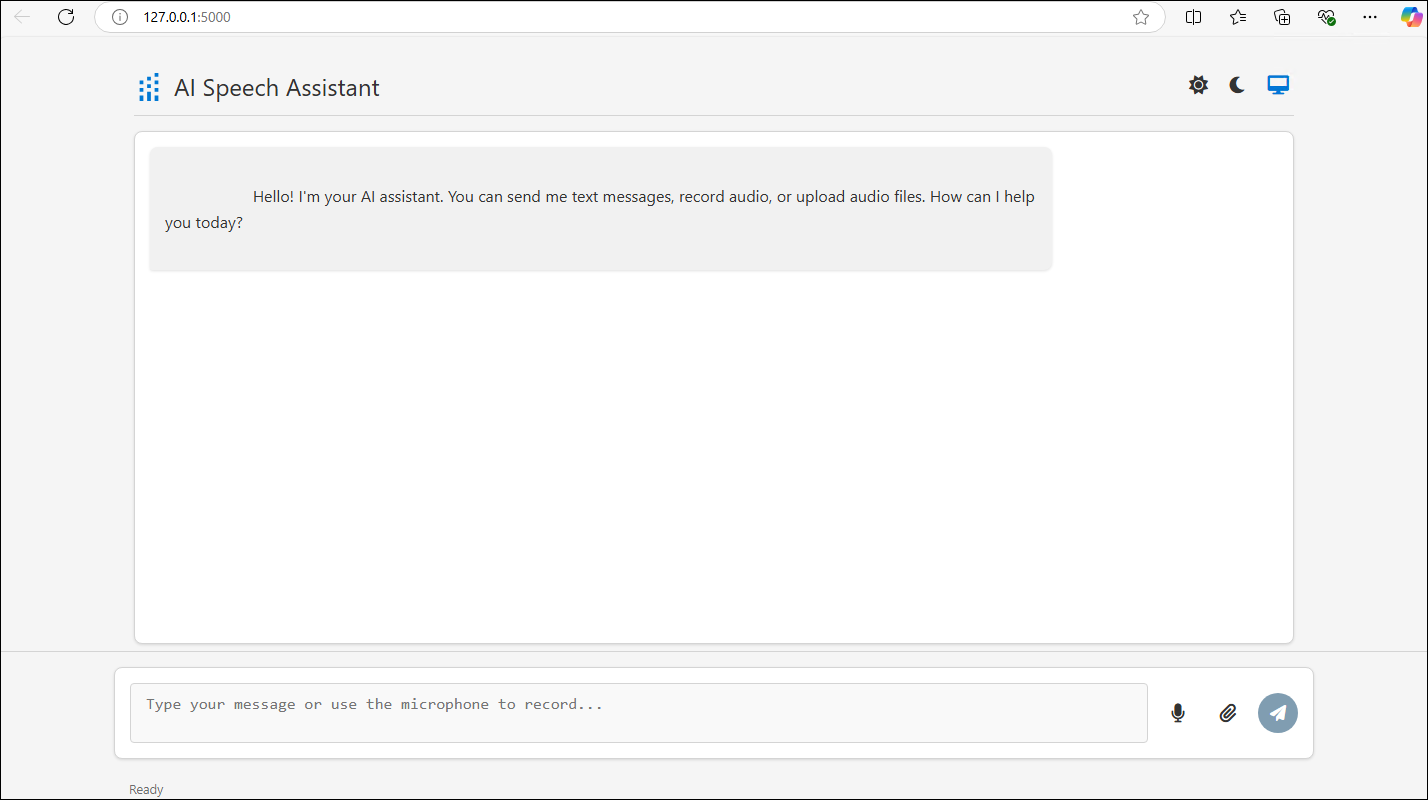 127.0.0.1:5000
AI Speech Assistant
Hello! I'm your AI assistant. You can send me text messages, record audio, or upload audio files. How can I help
you today?
Type your message or use the microphone to record...
Ready